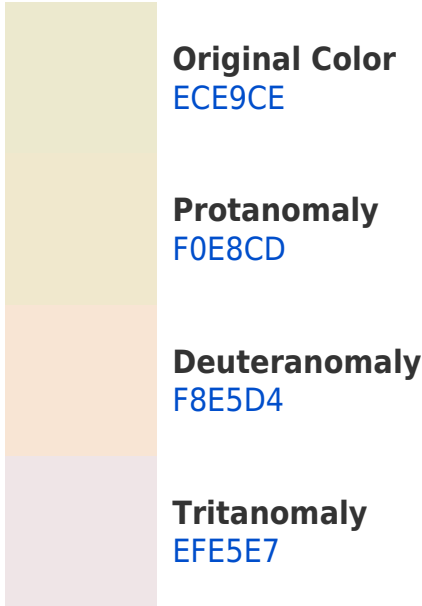 Original Color
ECE9CE
Protanomaly
F0E8CD
Deuteranomaly
F8E5D4
Tritanomaly
EFE5E7